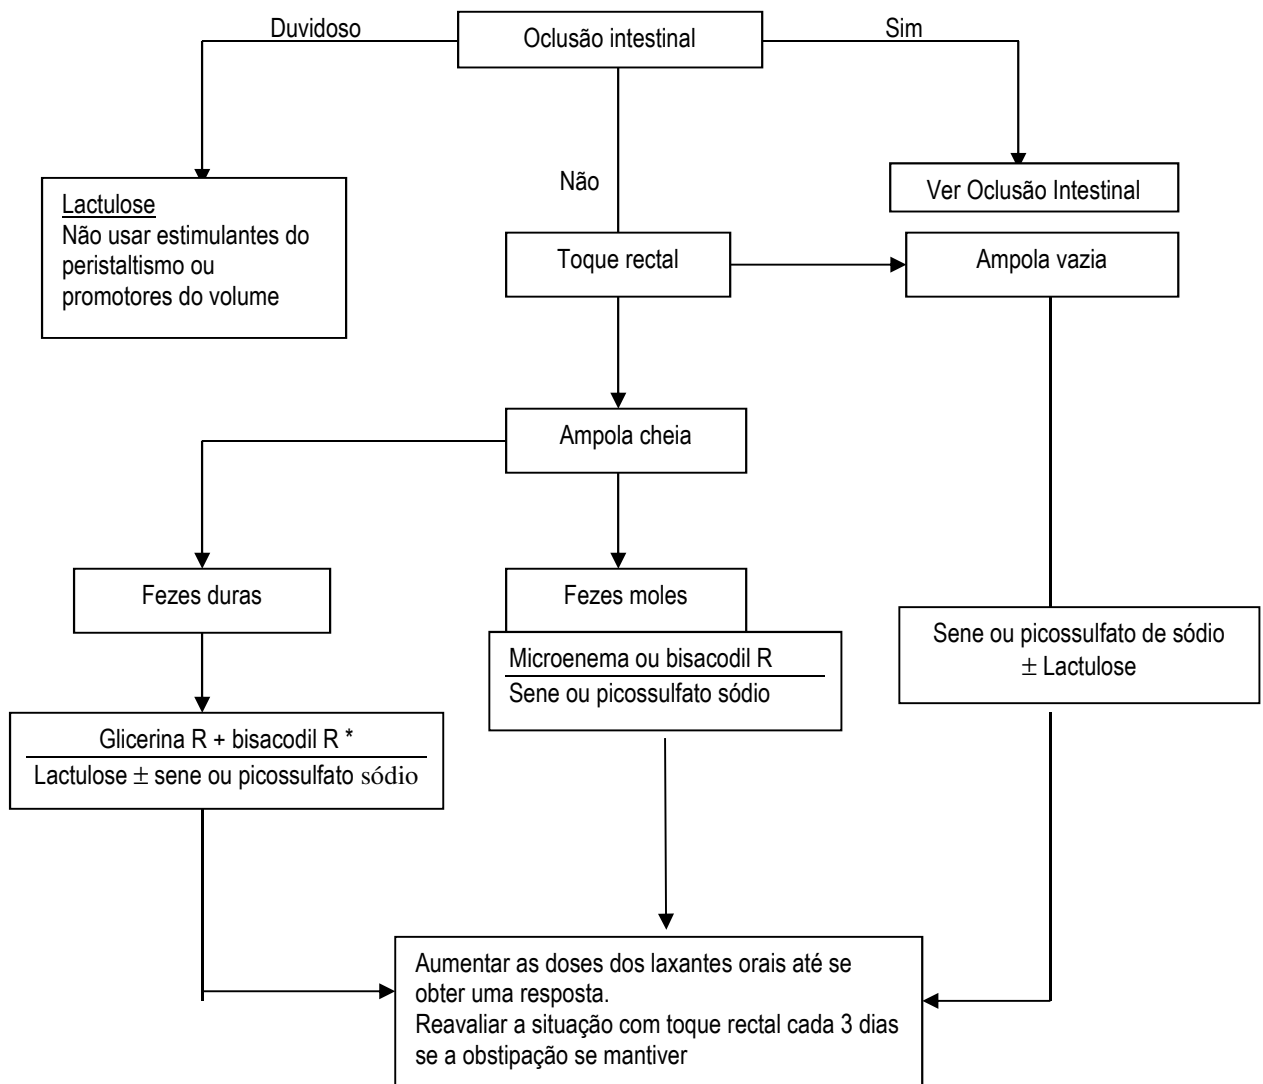 Duvidoso
Oclusão intestinal
Sim
Lactulose
Não usar estimulantes do
peristaltismo ou
promotores do volume
Não
Ver Oclusão Intestinal
Toque rectal
Ampola vazia
Ampola cheia
Fezes duras
Fezes moles
Microenema ou bisacodil R
Sene ou picossulfato sódio
Sene ou picossulfato de sódio
± Lactulose
Glicerina R + bisacodil R *
Lactulose ± sene ou picossulfato sódio
Aumentar as doses dos laxantes orais até se
obter uma resposta.
Reavaliar a situação com toque rectal cada 3 dias
se a obstipação se mantiver